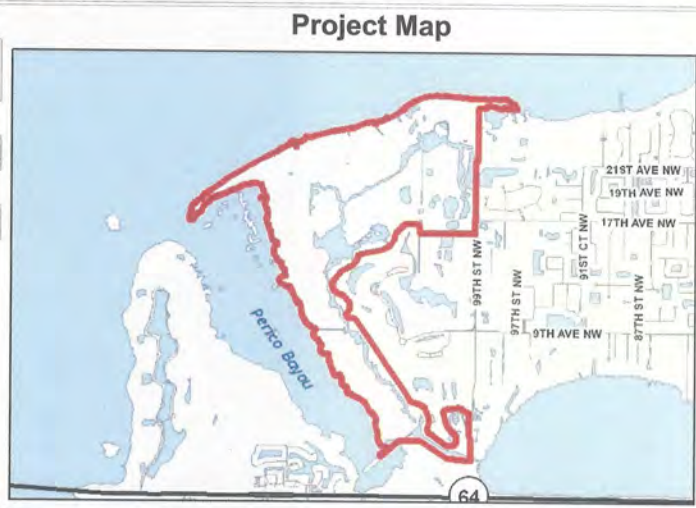 Project Map
21ST AVE NW
19TH AVE NW
17TH AVE NW
99TH ST NW
97TH ST NW
91ST CT NW
87TH ST NW
9TH AVE NW
Perico Bayou
64